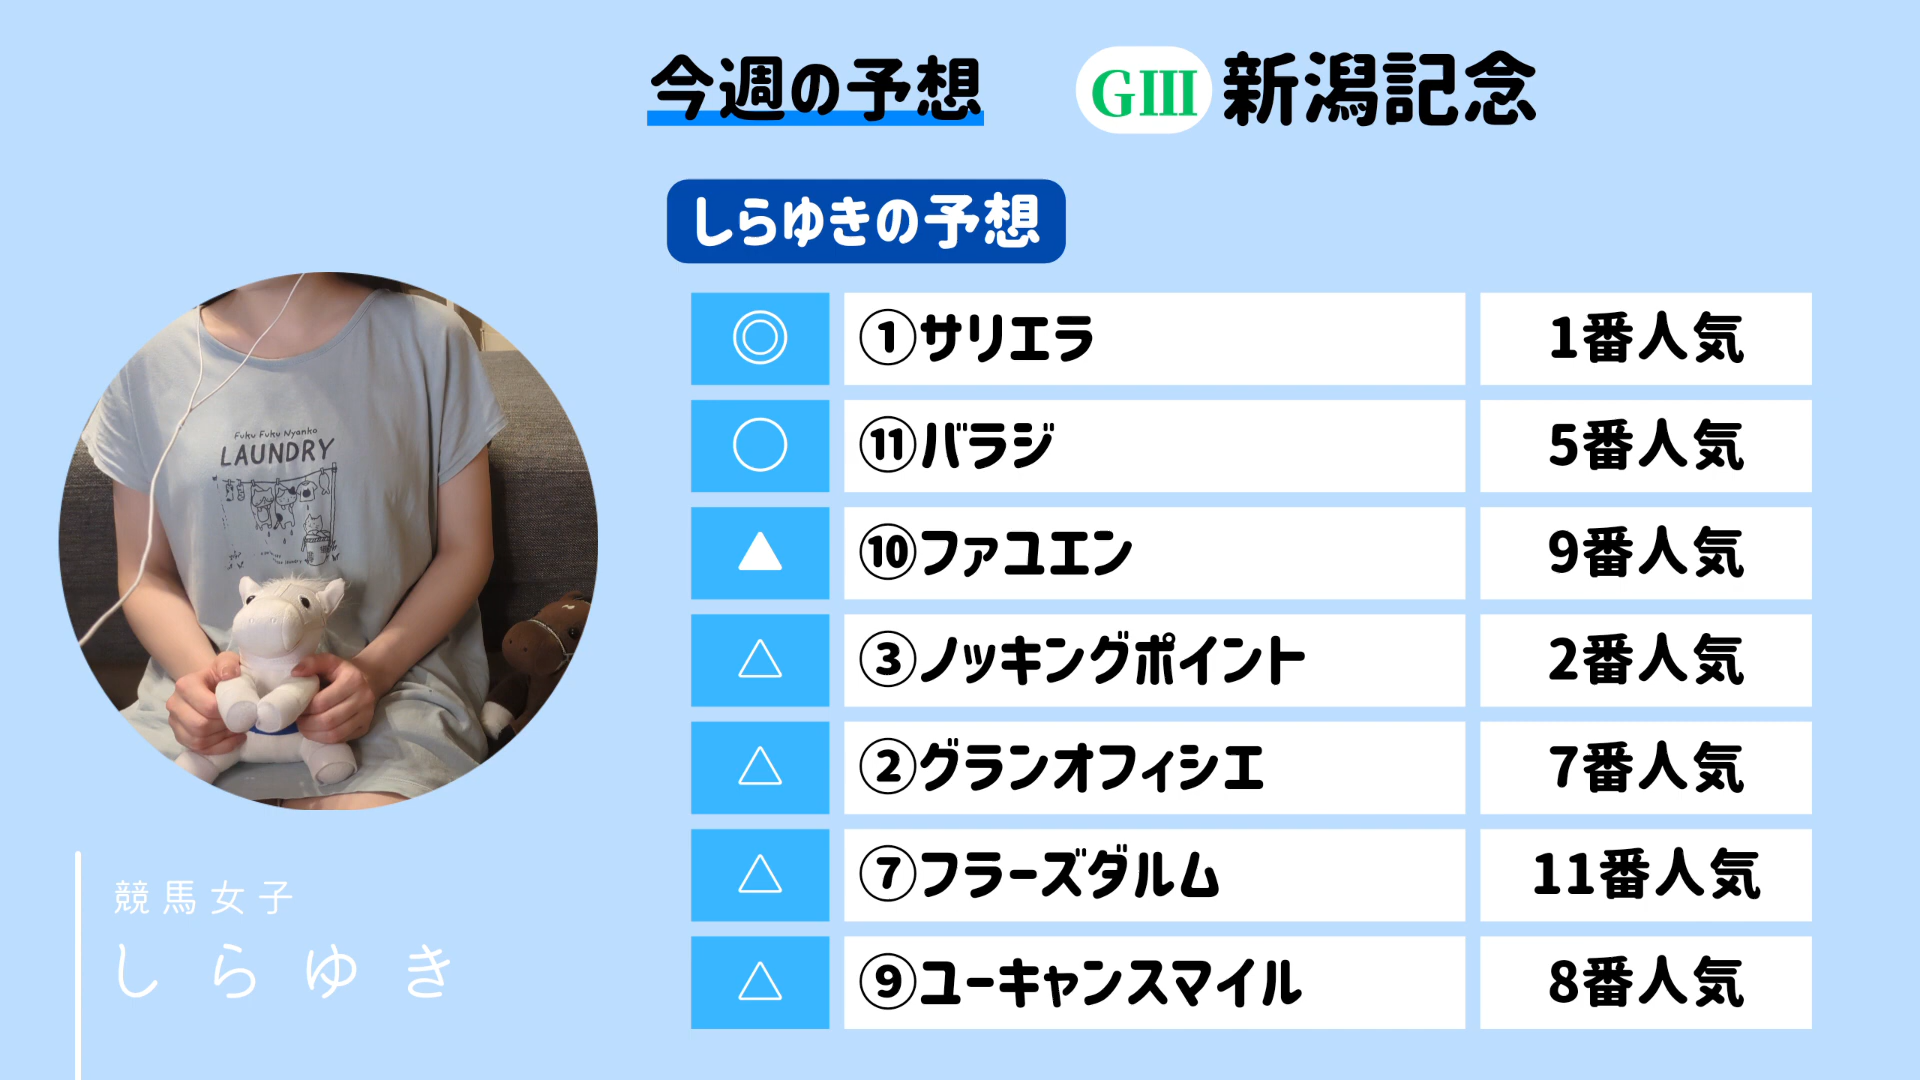 今週の予想
GⅢ 新潟記念
しらゆきの予想
◎ ①サリエラ 1番人気
○ ⑪バラジ 5番人気
▲ ⑩ファユエン 9番人気
△ ③ノッキングポイント 2番人気
△ ②グランオフィシエ 7番人気
△ ⑦フラーズダルム 11番人気
△ ⑨ユーキャンスマイル 8番人気
Fuku Fuku Nyanko
LAUNDRY
競馬女子
しらゆき